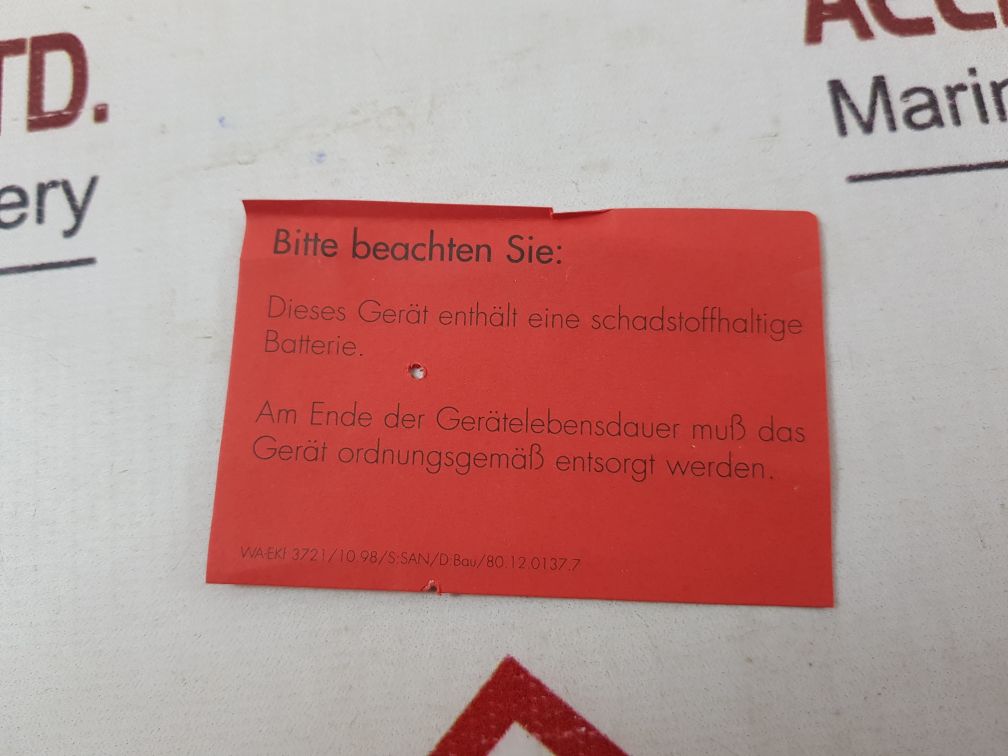 TD.
ery
ACC
Marin
Bitte beachten Sie:
Dieses Gerät enthält eine schadstoffhaltige
Batterie.
Am Ende der Gerätelebensdauer muß das
Gerät ordnungsgemäß entsorgt werden.
WA-EKF 3721/10.98/S:SAN/D:Bau/80.12.0137.7